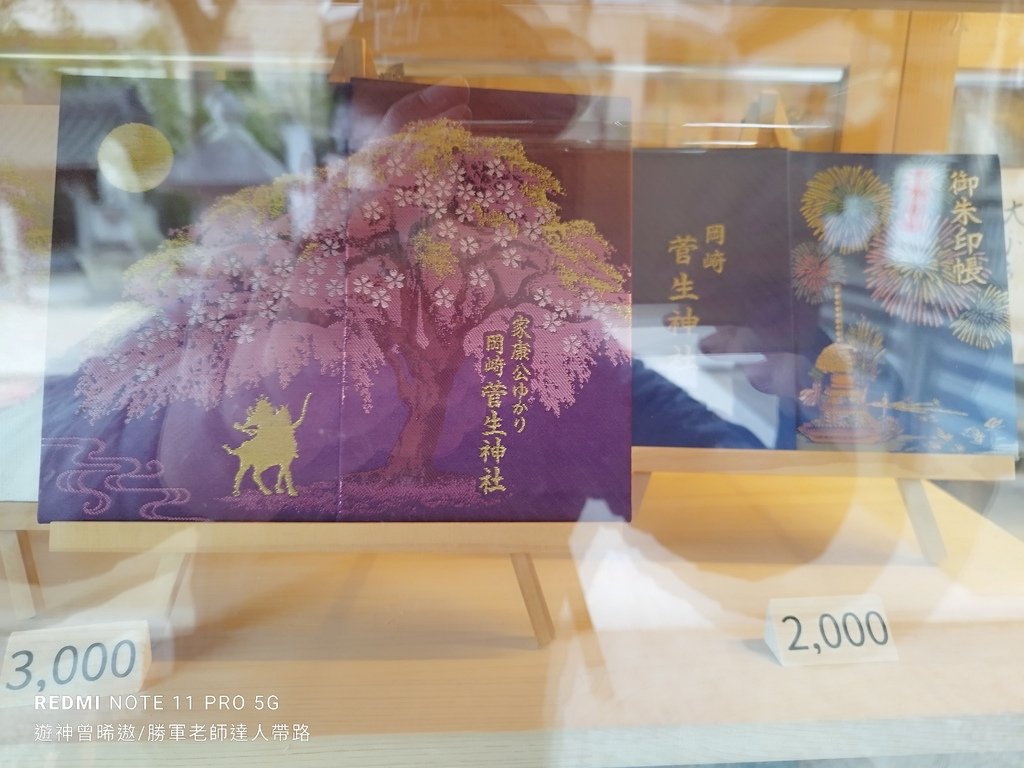 家康公ゆかり
岡崎 菅生神社
岡崎
菅生神社
御朱印帳
3,000
2,000
REDMI NOTE 11 PRO 5G
遊神曾晞遨/勝軍老師達人帶路